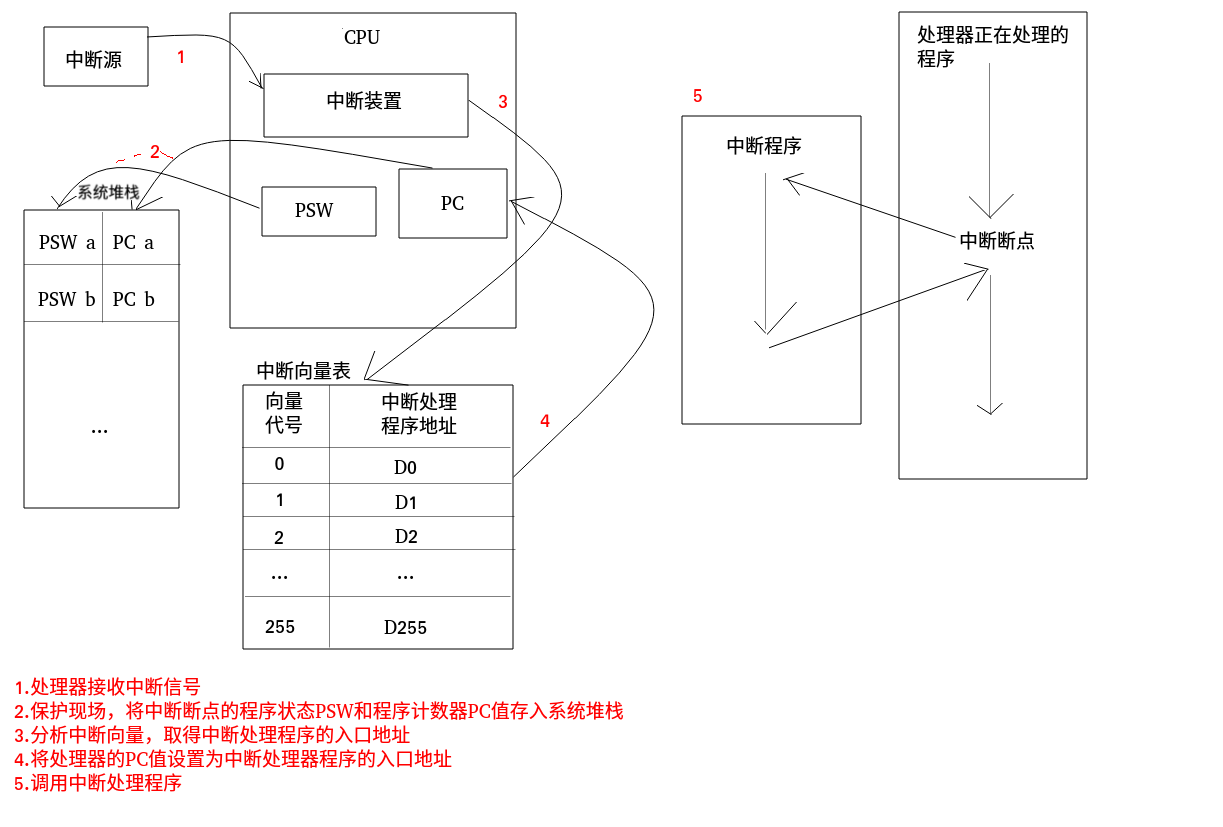 中断源
1
CPU
中断装置
3
2
PSW
PC
系统堆栈
PSW a PC a
PSW b PC b
...
中断向量表
向量
代号
中断处理
程序地址
0 D0
1 D1
2 D2
... ...
255 D255
4
5
中断程序
处理器正在处理的
程序
中断断点
1.处理器接收中断信号
2.保护现场，将中断断点的程序状态PSW和程序计数器PC值存入系统堆栈
3.分析中断向量，取得中断处理程序的入口地址
4.将处理器的PC值设置为中断处理器程序的入口地址
5.调用中断处理程序